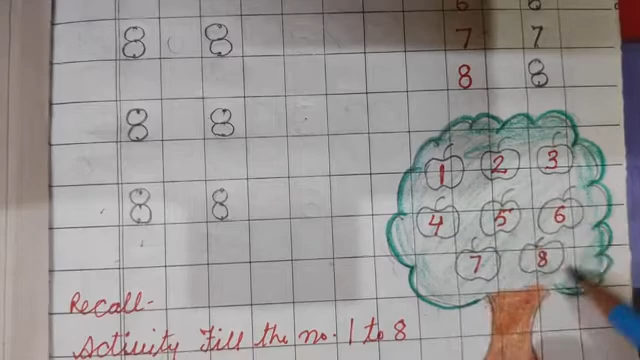 6 6
8 8 7 7
8 8
8 8
1 2 3
8 8 4 5 6
7 8
Recall-
Activity Fill the no. 1 to 8